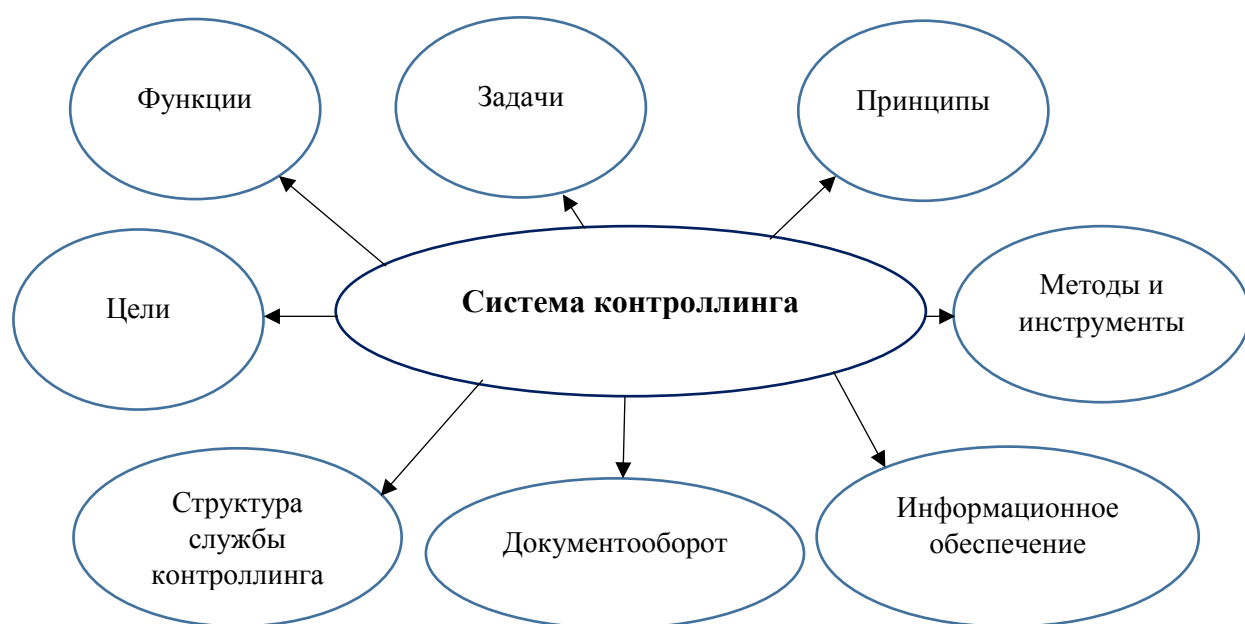 Функции
Задачи
Принципы
Цели
Система контроллинга
Методы и
инструменты
Структура
службы
контроллинга
Документооборот
Информационное
обеспечение